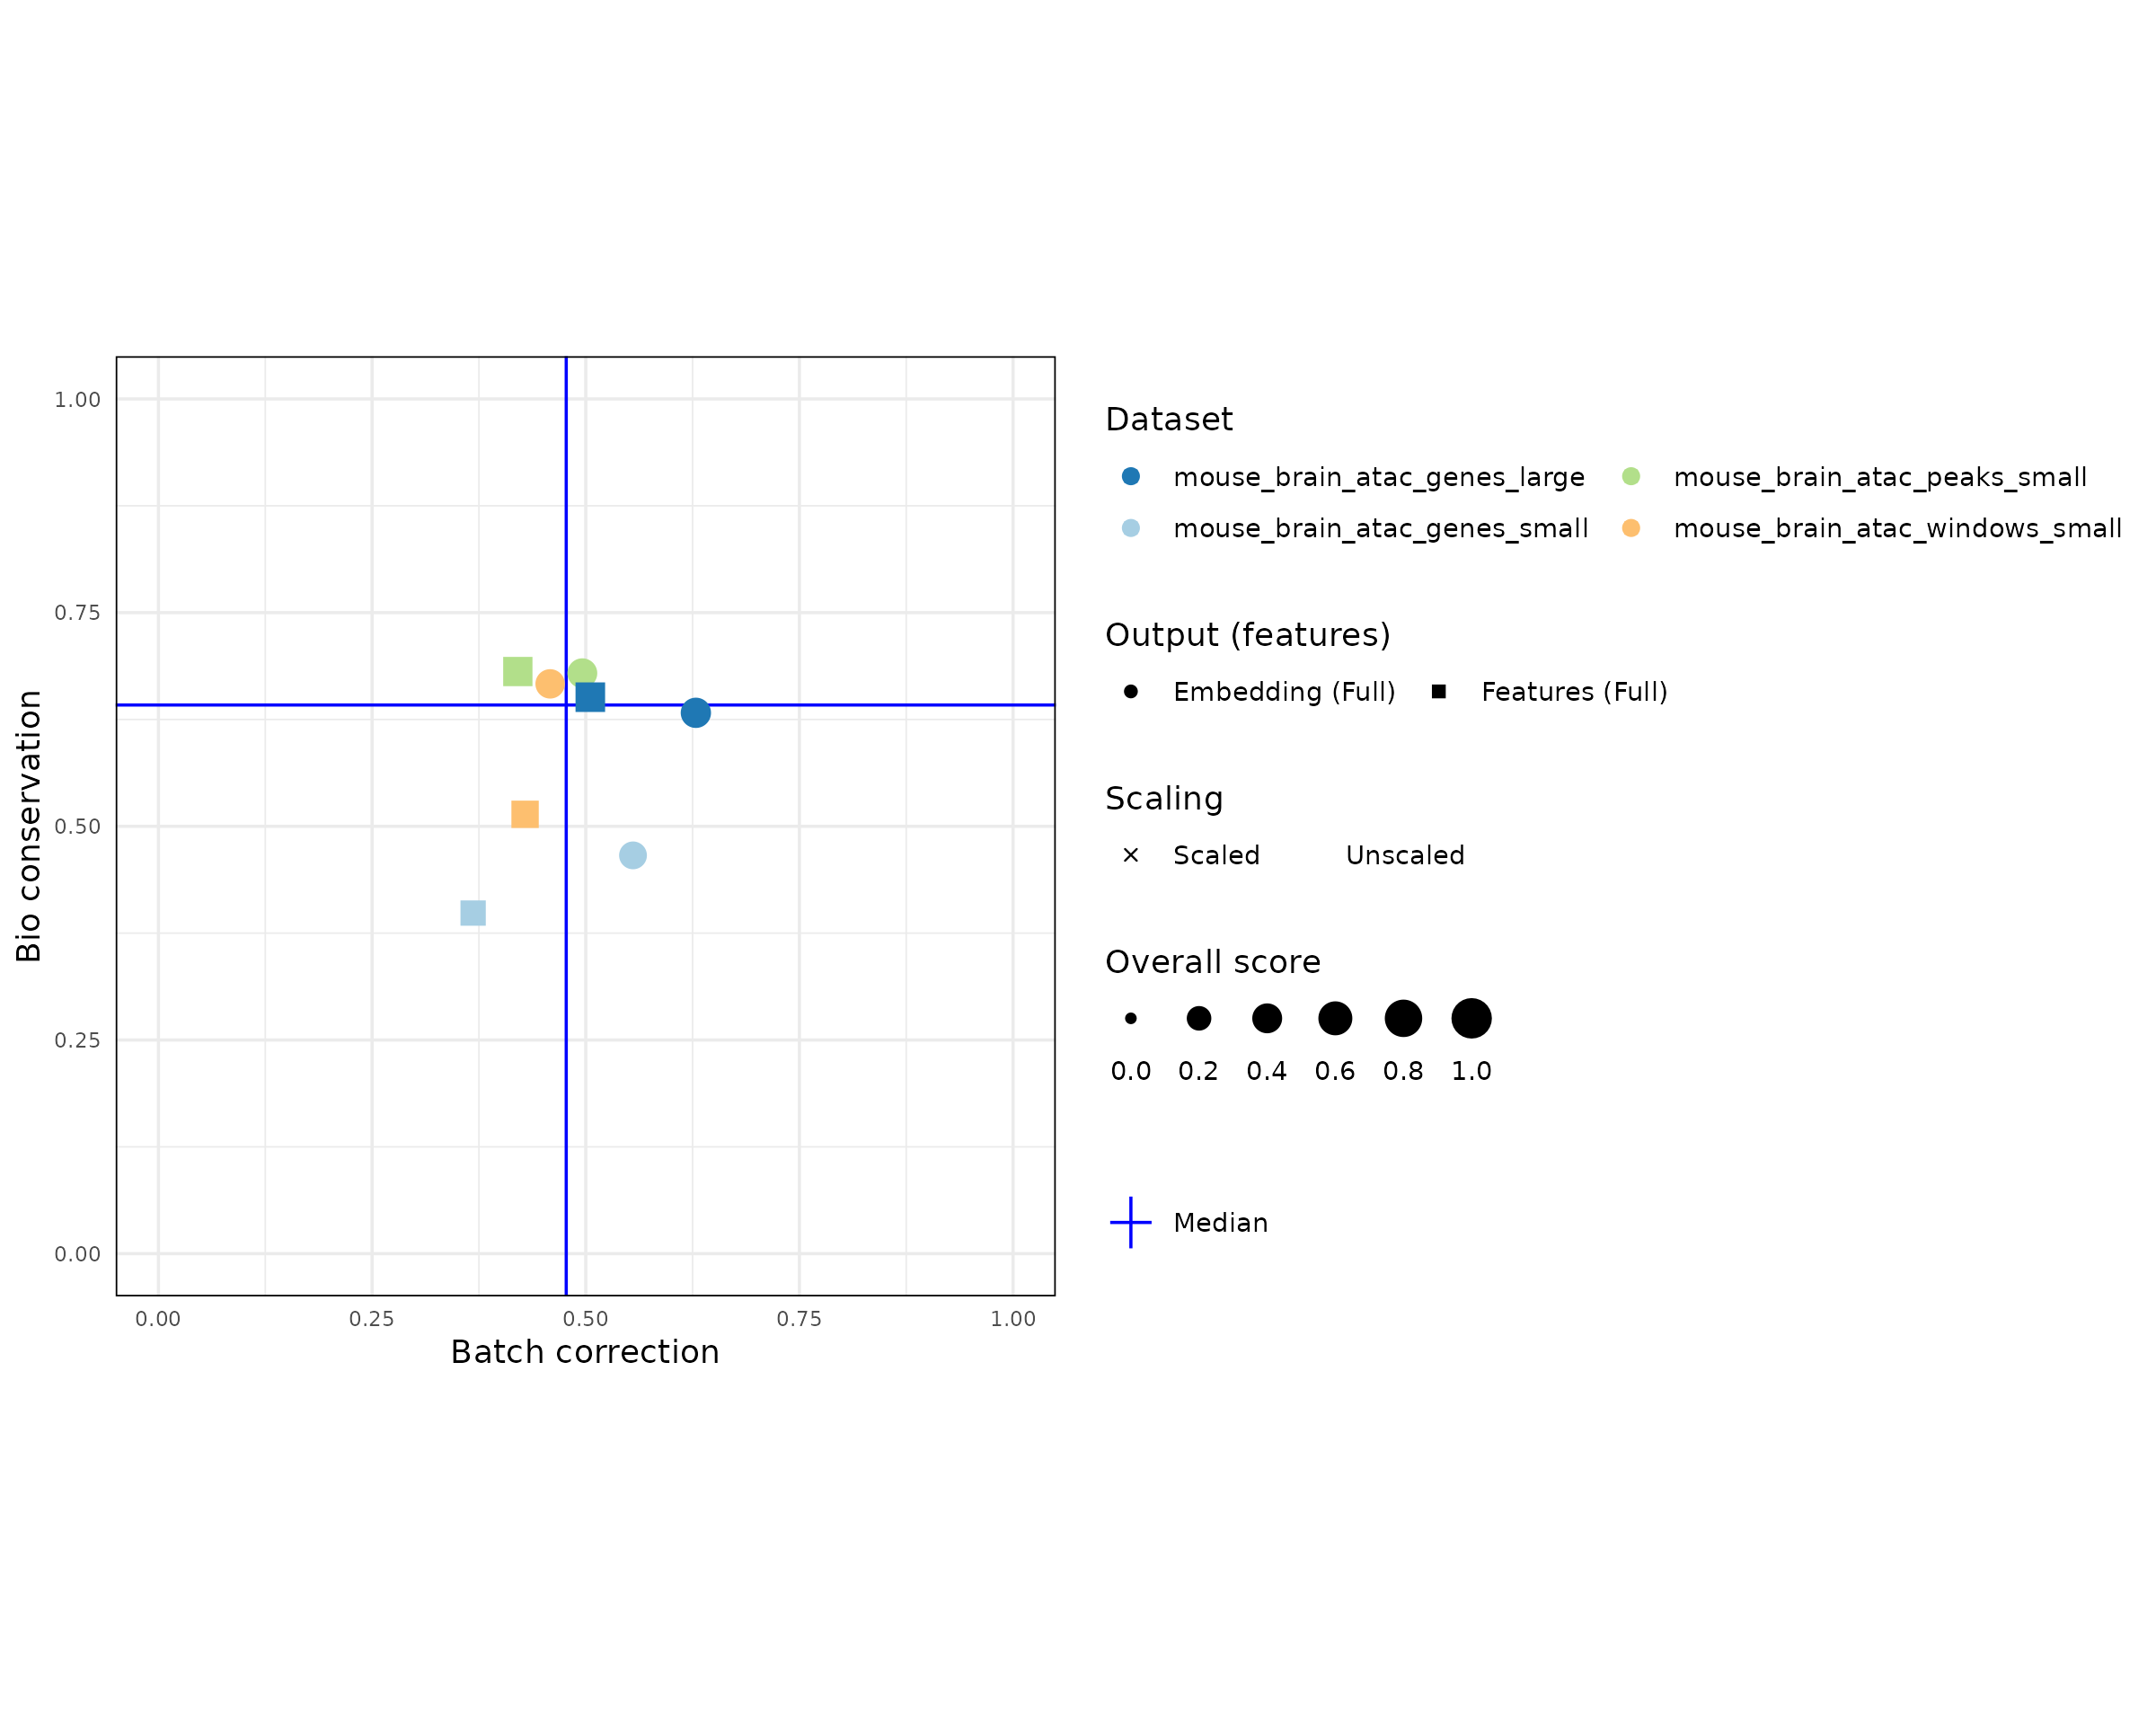 1.00
0.75
0.50
0.25
0.00
Bio conservation
0.00 0.25 0.50 0.75 1.00
Batch correction
Dataset
mouse_brain_atac_genes_large mouse_brain_atac_peaks_small
mouse_brain_atac_genes_small mouse_brain_atac_windows_small
Output (features)
Embedding (Full) Features (Full)
Scaling
Scaled Unscaled
Overall score
0.0 0.2 0.4 0.6 0.8 1.0
Median